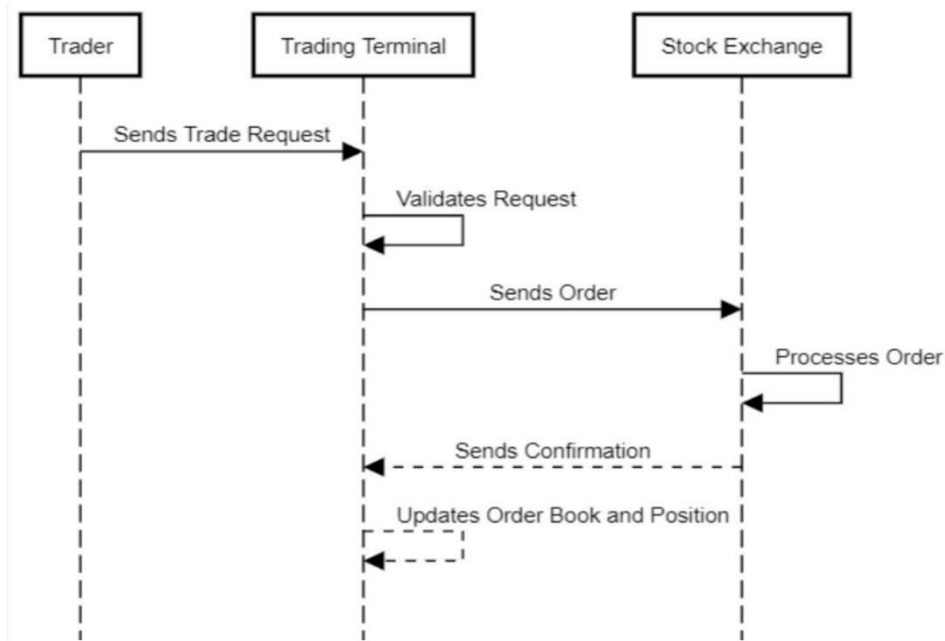 Trader
Trading Terminal
Stock Exchange
Sends Trade Request
Validates Request
Sends Order
Processes Order
Sends Confirmation
Updates Order Book and Position